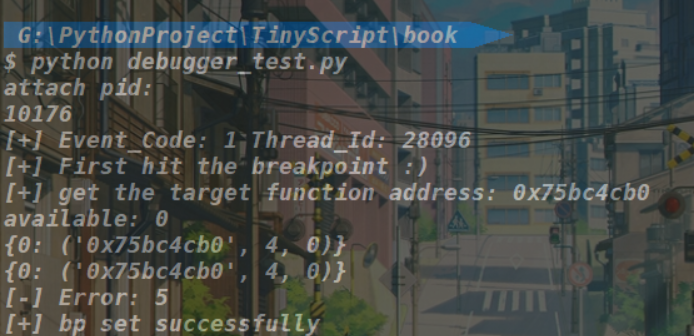 G:\PythonProject\TinyScript\book
$ python debugger_test.py
attach pid:
10176
[+] Event_Code: 1 Thread_Id: 28096
[+] First hit the breakpoint :)
[+] get the target function address: 0x75bc4cb0
available: 0
{0: ('0x75bc4cb0', 4, 0)}
{0: ('0x75bc4cb0', 4, 0)}
[-] Error: 5
[+] bp set successfully